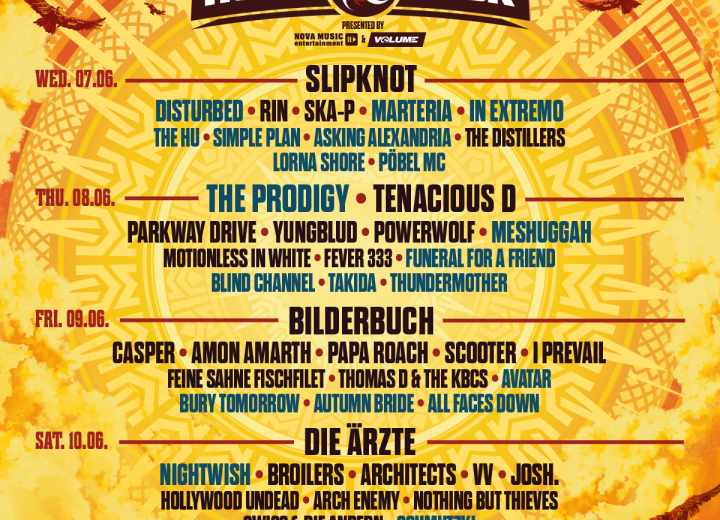 PRESENTED BY
NOVA MUSIC entertainment & VOLUME
WED. 07.06.
SLIPKNOT
DISTURBED • RIN • SKA-P • MARTERIA • IN EXTREMO
THE HU • SIMPLE PLAN • ASKING ALEXANDRIA • THE DISTILLERS
LORNA SHORE • PÖBEL MC
THU. 08.06.
THE PRODIGY • TENACIOUS D
PARKWAY DRIVE • YUNGBLUD • POWERWOLF • MESHUGGAH
MOTIONLESS IN WHITE • FEVER 333 • FUNERAL FOR A FRIEND
BLIND CHANNEL • TAKIDA • THUNDERMOTHER
FRI. 09.06.
BILDERBUCH
CASPER • AMON AMARTH • PAPA ROACH • SCOOTER • I PREVAIL
FEINE SAHNE FISCHFILET • THOMAS D & THE KBCS • AVATAR
BURY TOMORROW • AUTUMN BRIDE • ALL FACES DOWN
SAT. 10.06.
DIE ÄRZTE
NIGHTWISH • BROILERS • ARCHITECTS • VV • JOSH.
HOLLYWOOD UNDEAD • ARCH ENEMY • NOTHING BUT THIEVES